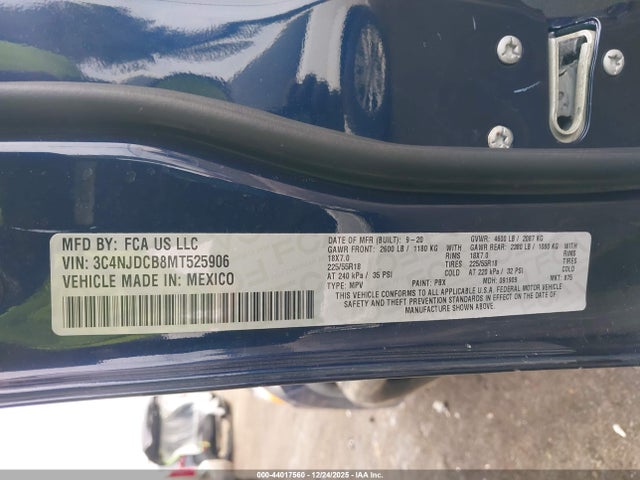 MFD BY: FCA US LLC
VIN: 3C4NJDCB8MT525906
VEHICLE MADE IN: MEXICO
DATE OF MFR (BUILT): 9-20
GVWR: 4600 LB / 2087 KG
GAWR FRONT: 2600 LB / 1180 KG
GAWR REAR: 2380 LB / 1080 KG
18X7.0 RIMS
18X7.0
225/55R18 TIRES
225/55R18
AT 240 kPa / 35 PSI
AT 220 kPa / 32 PSI
TYPE: MPV
PAINT: PBX
MDH: 091909
MKT:
THIS VEHICLE CONFORMS TO ALL APPLICABLE U.S.A. FEDERAL MOTOR VEHICLE
SAFETY AND THEFT PREVENTION STANDARDS IN EFFECT ON THE DATE OF
MANUFACTURE SHOWN ABOVE.
000-44017560 - 12/24/2025 - IAA, Inc.